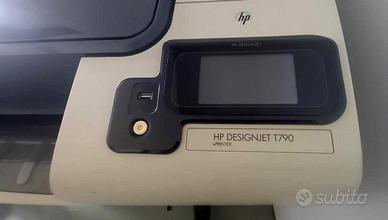 hp
HP DESIGNJET
HP DESIGNJET T790
ePRINTER
subito